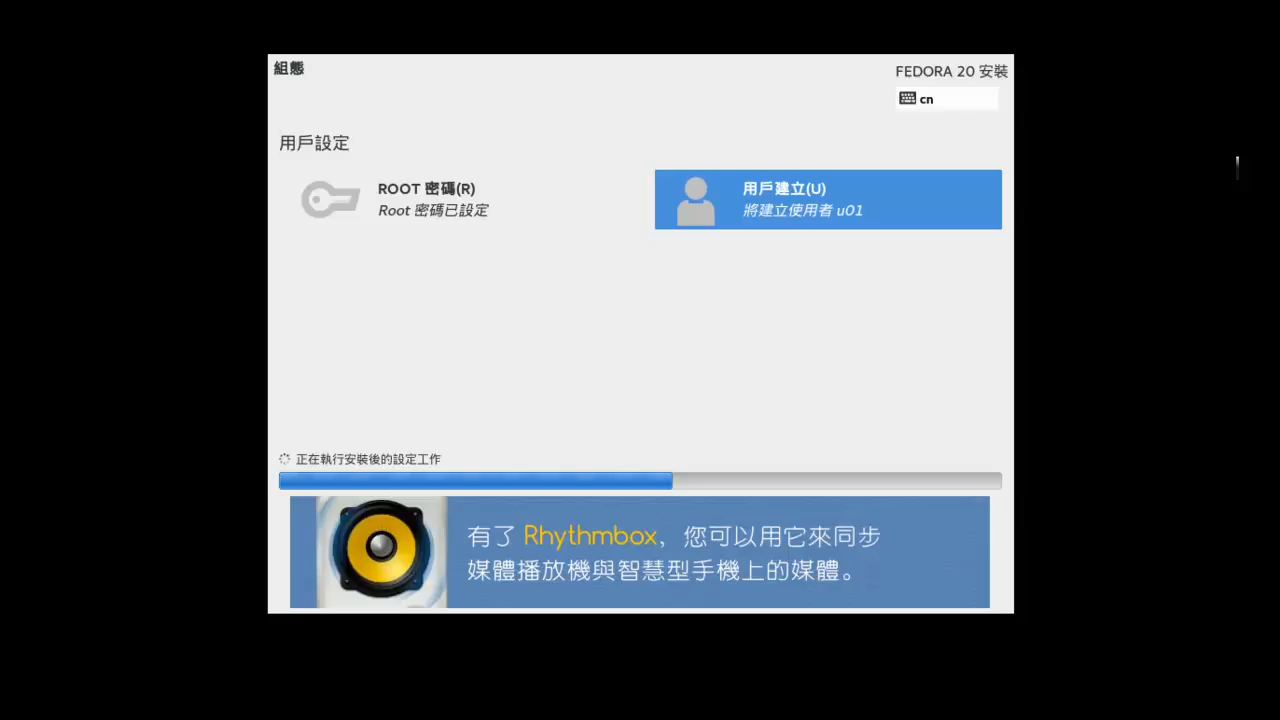 組態
FEDORA 20 安裝
cn
用戶設定
ROOT 密碼(R)
Root 密碼已設定
用戶建立(U)
將建立使用者 u01
正在執行安裝後的設定工作
有了 Rhythmbox，您可以用它來同步
媒體播放機與智慧型手機上的媒體。